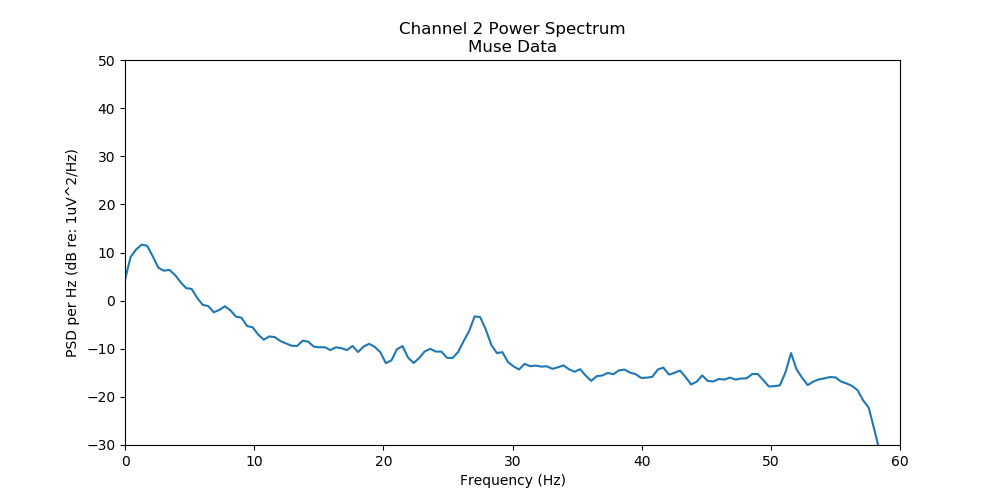 Channel 2 Power Spectrum
Muse Data
PSD per Hz (dB re: 1uV^2/Hz)
50
40
30
20
10
0
−10
−20
−30
0 10 20 30 40 50 60
Frequency (Hz)